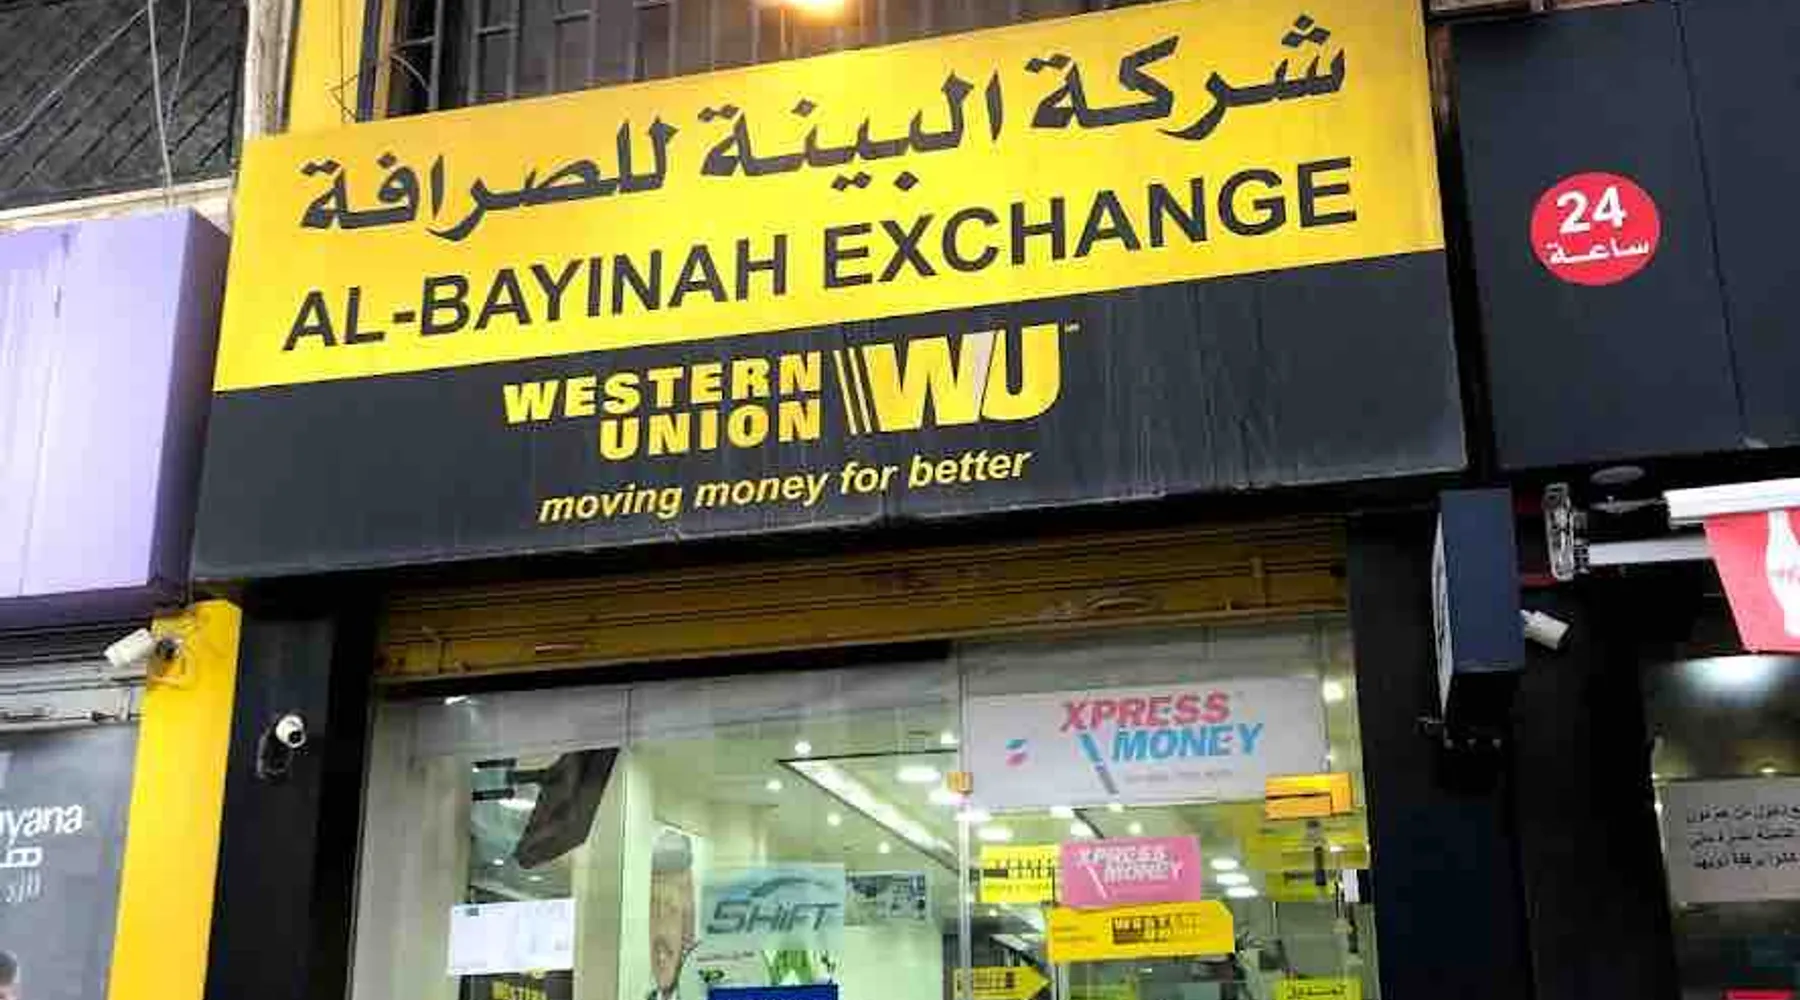 شركة البينة للصرافة
AL-BAYINAH EXCHANGE
WESTERN
UNION
WU
moving money for better
24
ساعة
XPRESS
MONEY
XPRESS
MONEY
SHIFT
WESTERN
yana